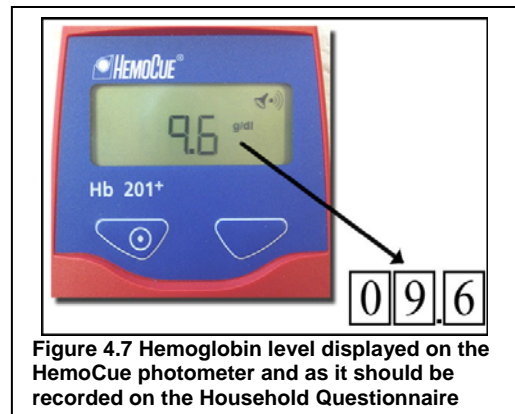 HEMOCUE®
9.6 g/dl
Hb 201+
0 9.6
Figure 4.7 Hemoglobin level displayed on the
HemoCue photometer and as it should be
recorded on the Household Questionnaire